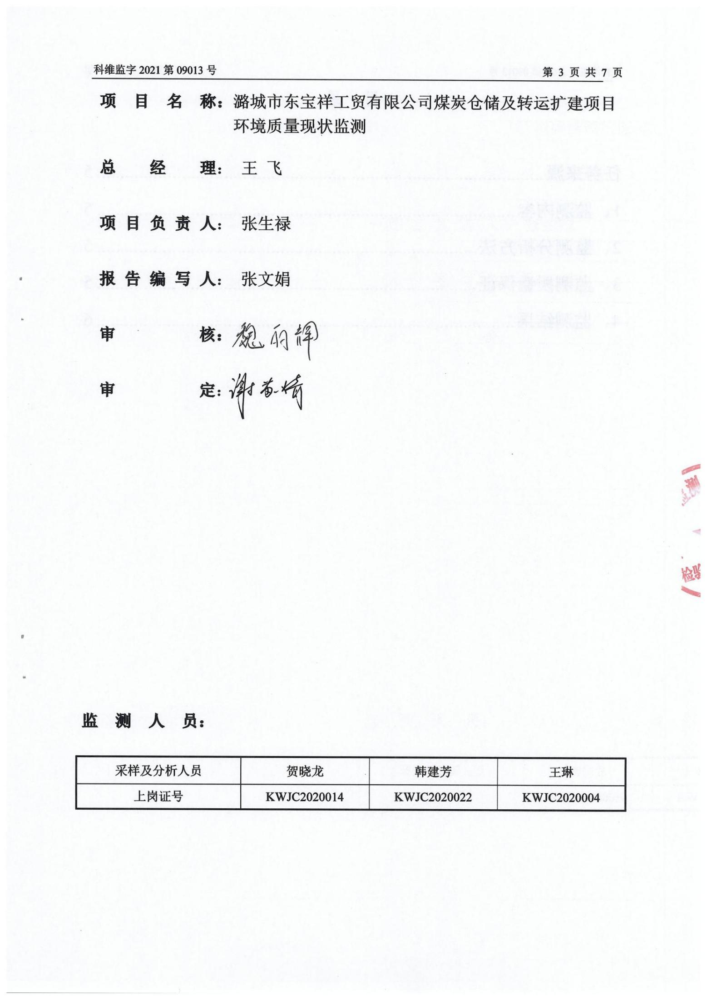 科维监字 2021 第 09013 号
第 3 页 共 7 页
项目名称：潞城市东宝祥工贸有限公司煤炭仓储及转运扩建项目
环境质量现状监测
总经理：王飞
项目负责人：张生禄
报告编写人：张文娟
审核：魏
审定：谢
监测
检验
监测人员：
采样及分析人员 贺晓龙 韩建芳 王琳
上岗证号 KWJC2020014 KWJC2020022 KWJC2020004